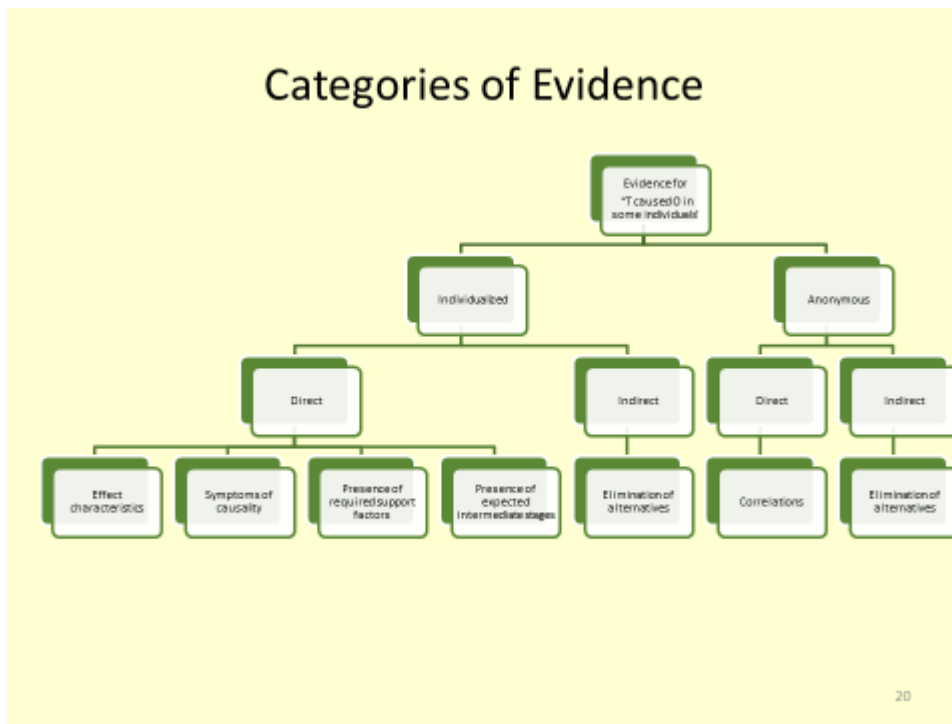 Categories of Evidence
Evidence for
"T caused O in
some individuals'
Individualized
Anonymous
Direct
Indirect
Direct
Indirect
Effect
characteristics
Symptoms of
causality
Presence of
required support
factors
Presence of
expected
intermediate stages
Elimination of
alternatives
Correlations
Elimination of
alternatives
20